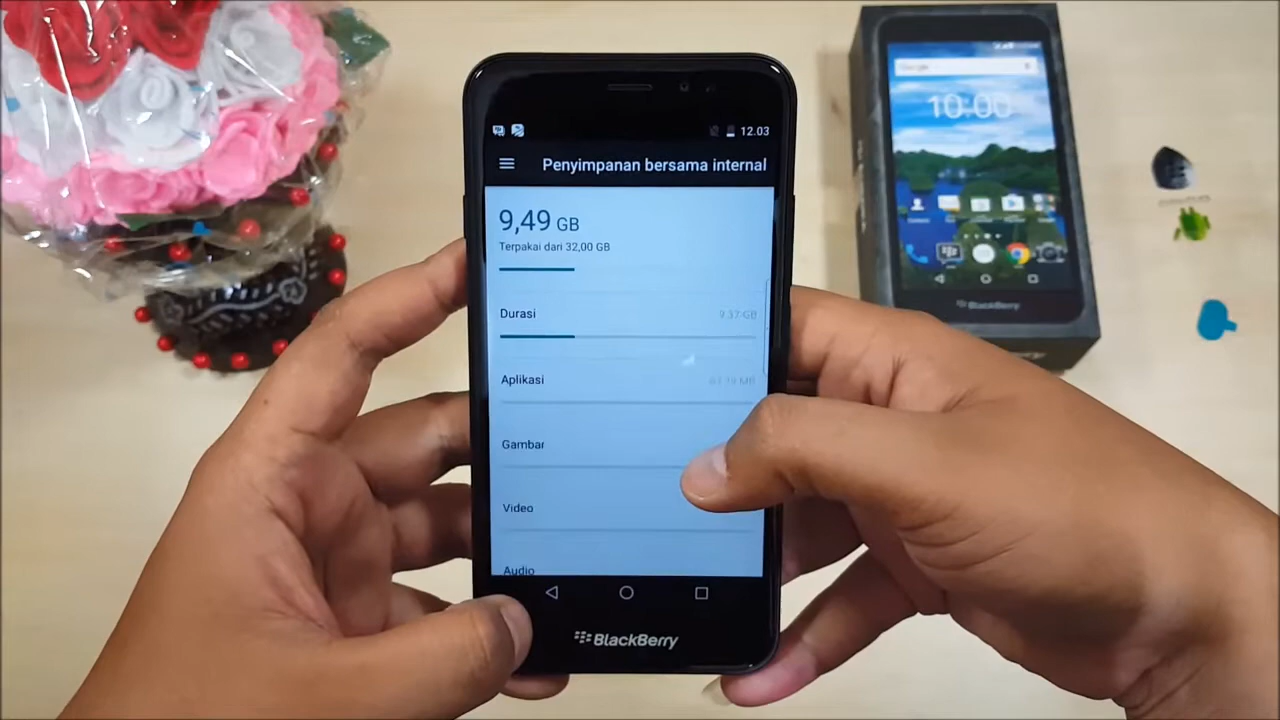 12.03
Penyimpanan bersama internal
9,49 GB
Terpakai dari 32,00 GB
Durasi
9.37 GB
Aplikasi
Gambar
Video
Audio
BlackBerry
Google
10:00
BlackBerry